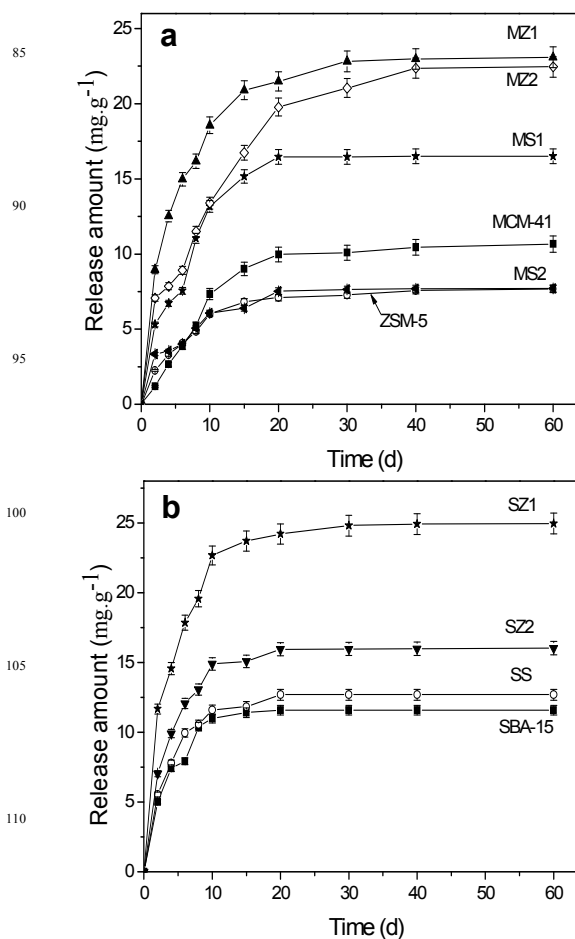 85
90
95
100
105
110
a
Release amount (mg.g-1)
25
20
15
10
5
0
MZ1
MZ2
MS1
MCM-41
MS2
ZSM-5
0 10 20 30 40 50 60
Time (d)
b
Release amount (mg.g-1)
25
20
15
10
5
0
SZ1
SZ2
SS
SBA-15
0 10 20 30 40 50 60
Time (d)